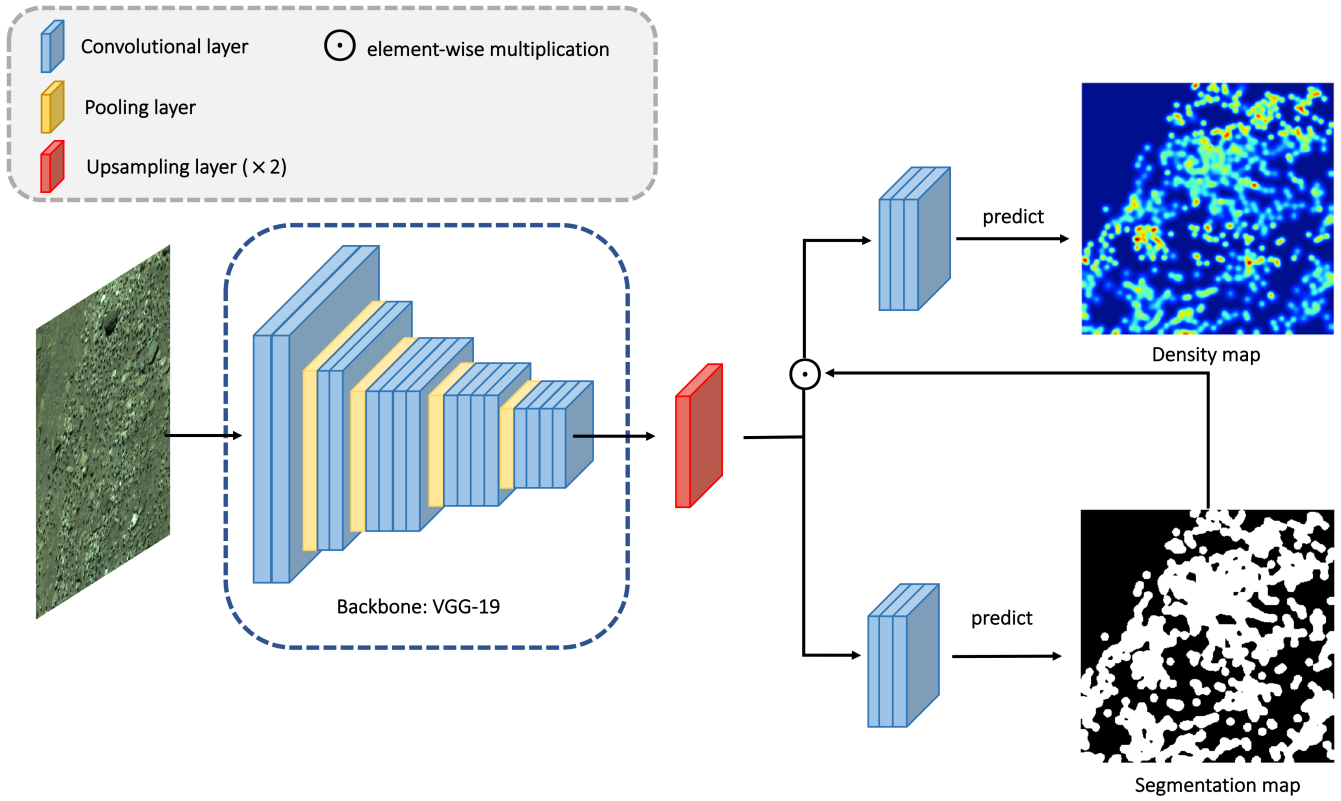 Convolutional layer
element-wise multiplication
Pooling layer
Upsampling layer (×2)
predict
Density map
Backbone: VGG-19
predict
Segmentation map